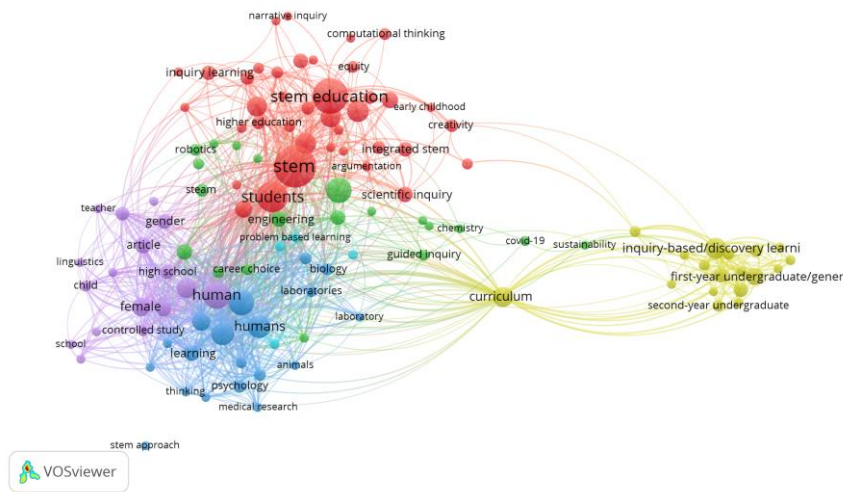 narrative inquiry
computational thinking
inquiry learning
equity
stem education
early childhood
higher education
creativity
robotics
integrated stem
stem
argumentation
steam
students
scientific inquiry
teacher
gender
engineering
chemistry
problem based learning
covid-19
sustainability
article
inquiry-based/discovery learni
guided inquiry
linguistics
high school
career choice
biology
first-year undergraduate/gener
child
human
laboratories
curriculum
female
second-year undergraduate
controlled study
humans
laboratory
school
learning
animals
thinking
psychology
medical research
stem approach
VOSviewer